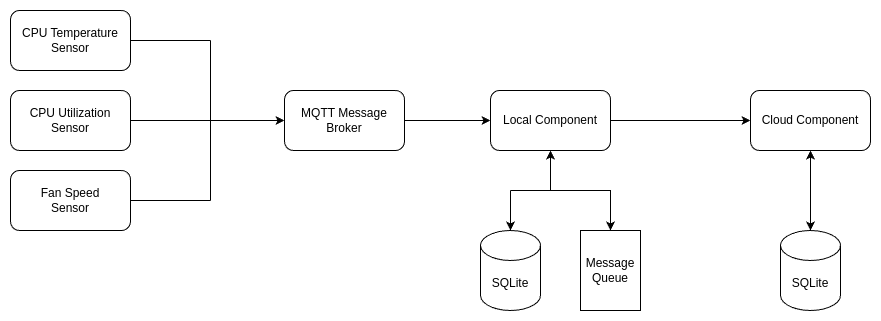 CPU Temperature
Sensor
CPU Utilization
Sensor
Fan Speed
Sensor
MQTT Message
Broker
Local Component
Cloud Component
SQLite
Message
Queue
SQLite